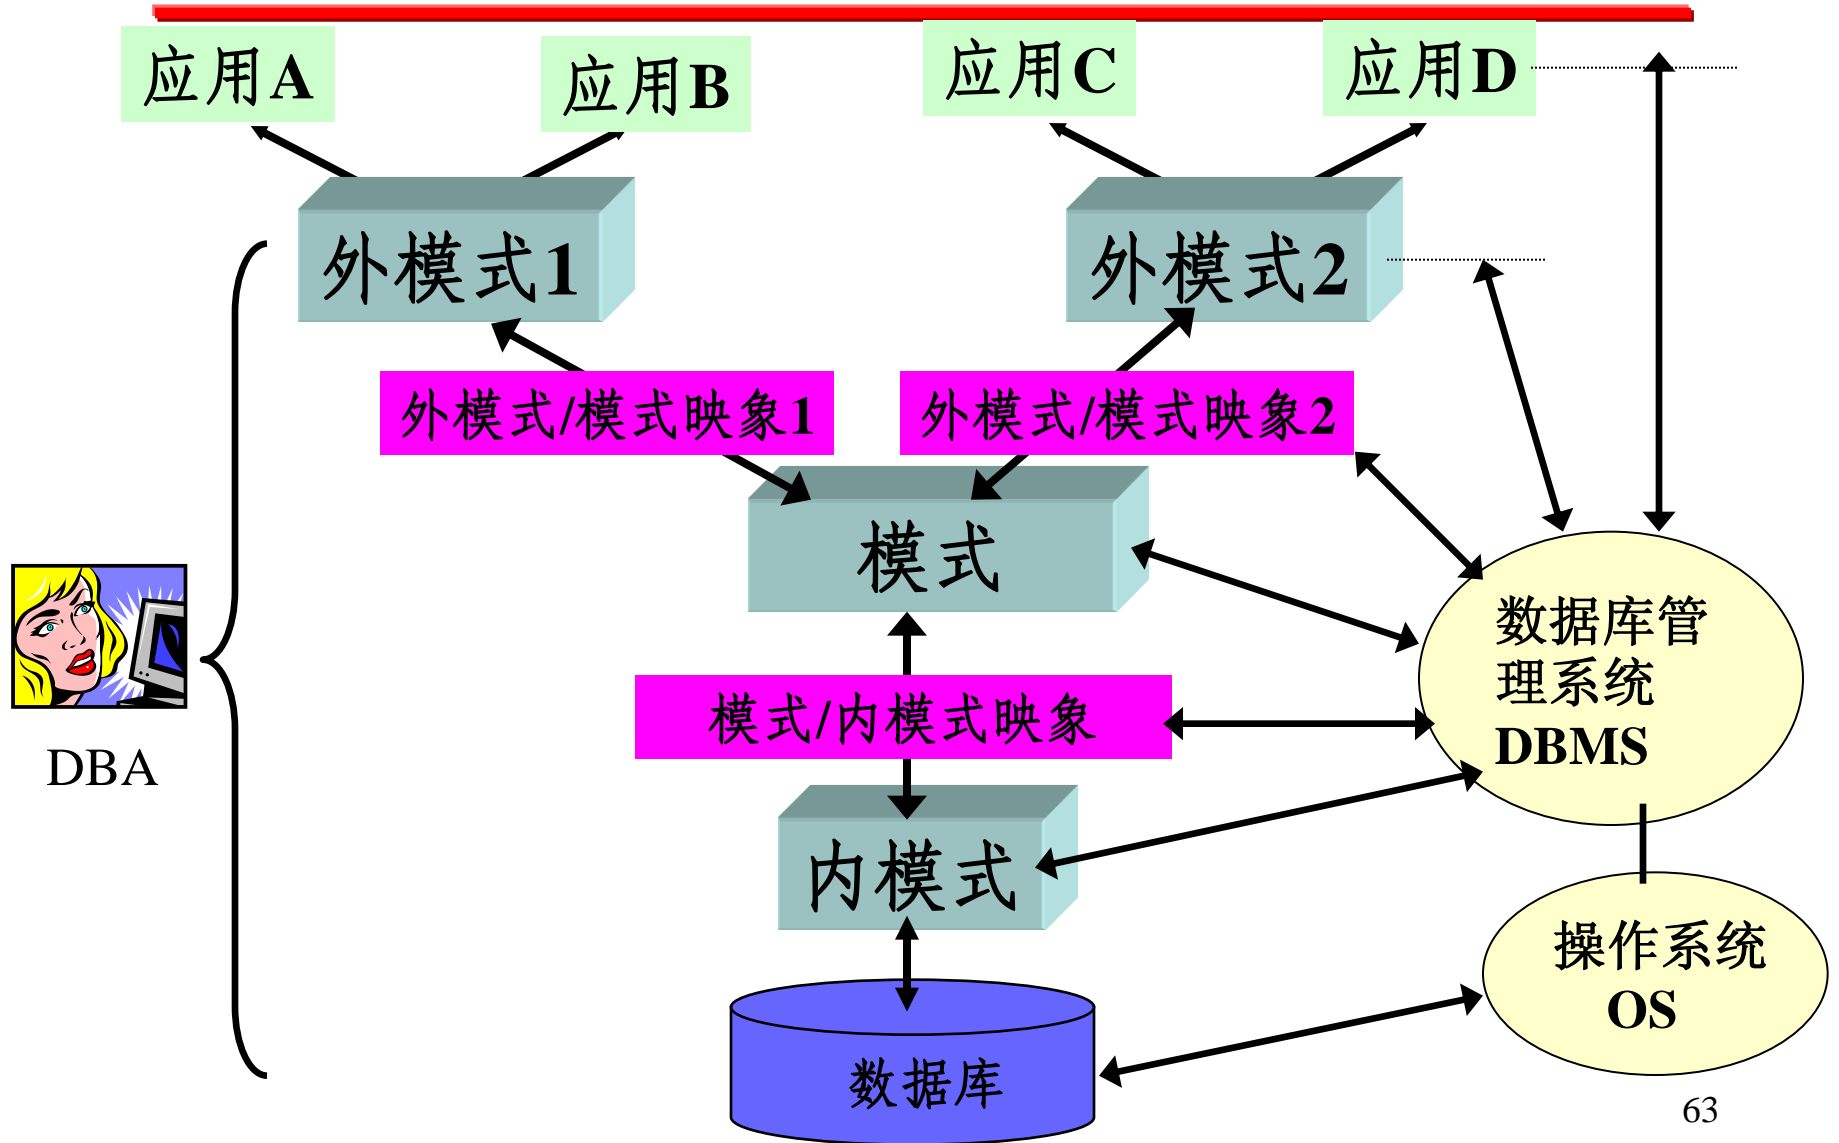 应用A
应用B
应用C
应用D
外模式1
外模式2
外模式/模式映象1
外模式/模式映象2
模式
数据库管
理系统
DBMS
模式/内模式映象
DBA
内模式
操作系统
OS
数据库
63